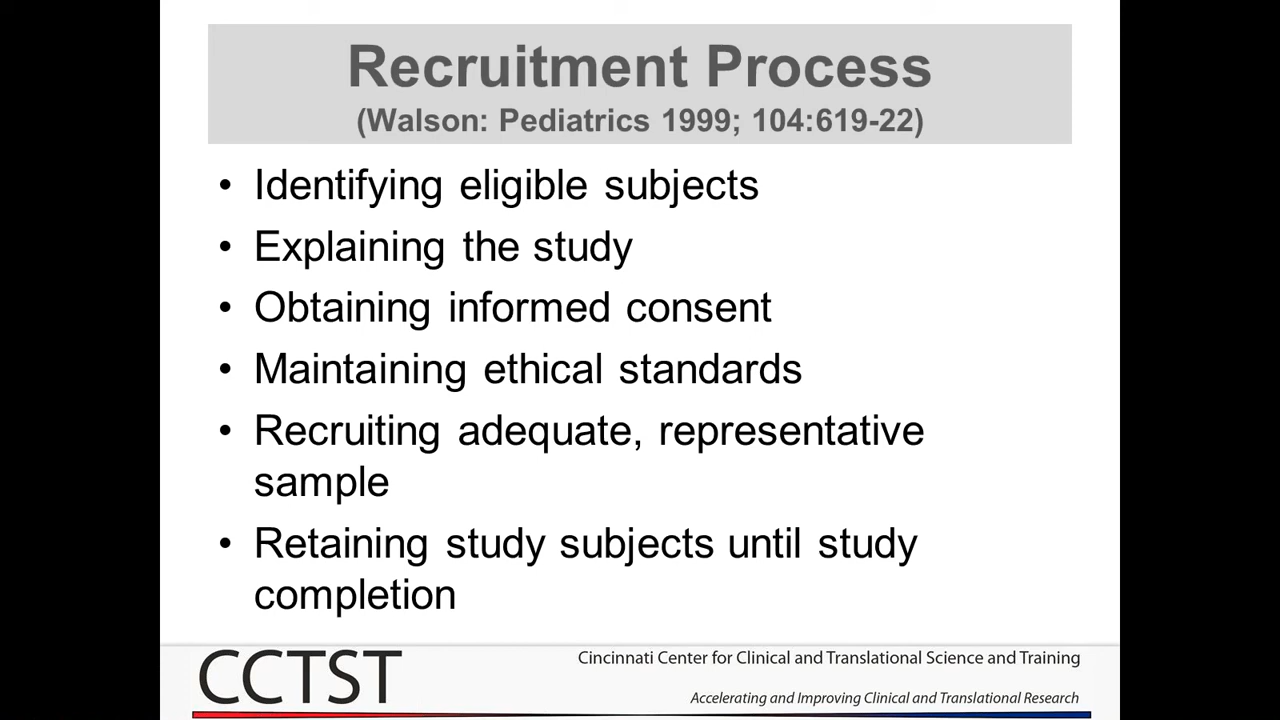 Recruitment Process
(Walson: Pediatrics 1999; 104:619-22)
• Identifying eligible subjects
• Explaining the study
• Obtaining informed consent
• Maintaining ethical standards
• Recruiting adequate, representative
sample
• Retaining study subjects until study
completion
CCTST
Cincinnati Center for Clinical and Translational Science and Training
Accelerating and Improving Clinical and Translational Research